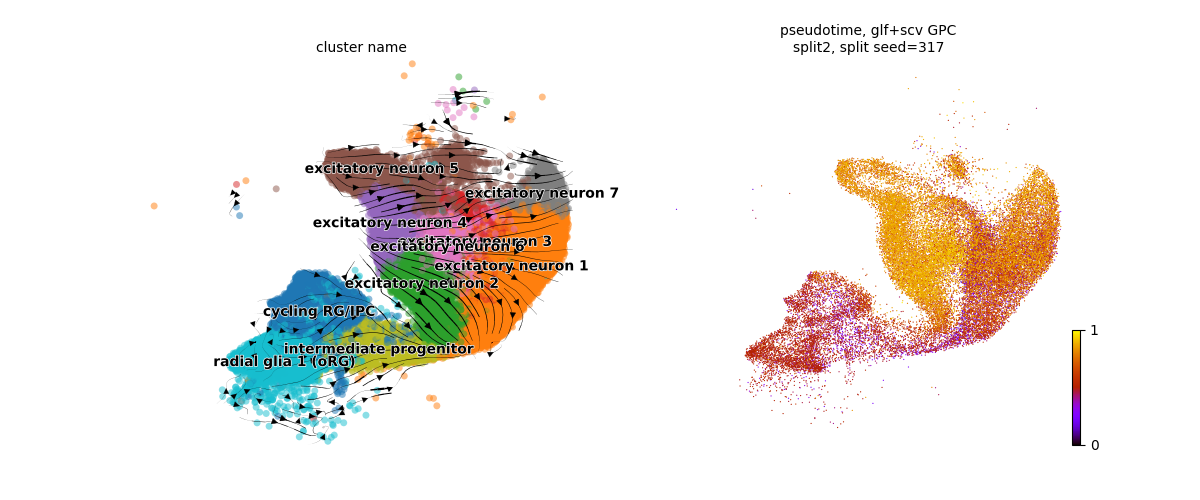 cluster name
excitatory neuron 5
excitatory neuron 7
excitatory neuron 4
excitatory neuron 3
excitatory neuron 6
excitatory neuron 1
excitatory neuron 2
cycling RG/IPC
intermediate progenitor
radial glia 1 (oRG)
pseudotime, glf+scv GPC
split2, split seed=317
1
0